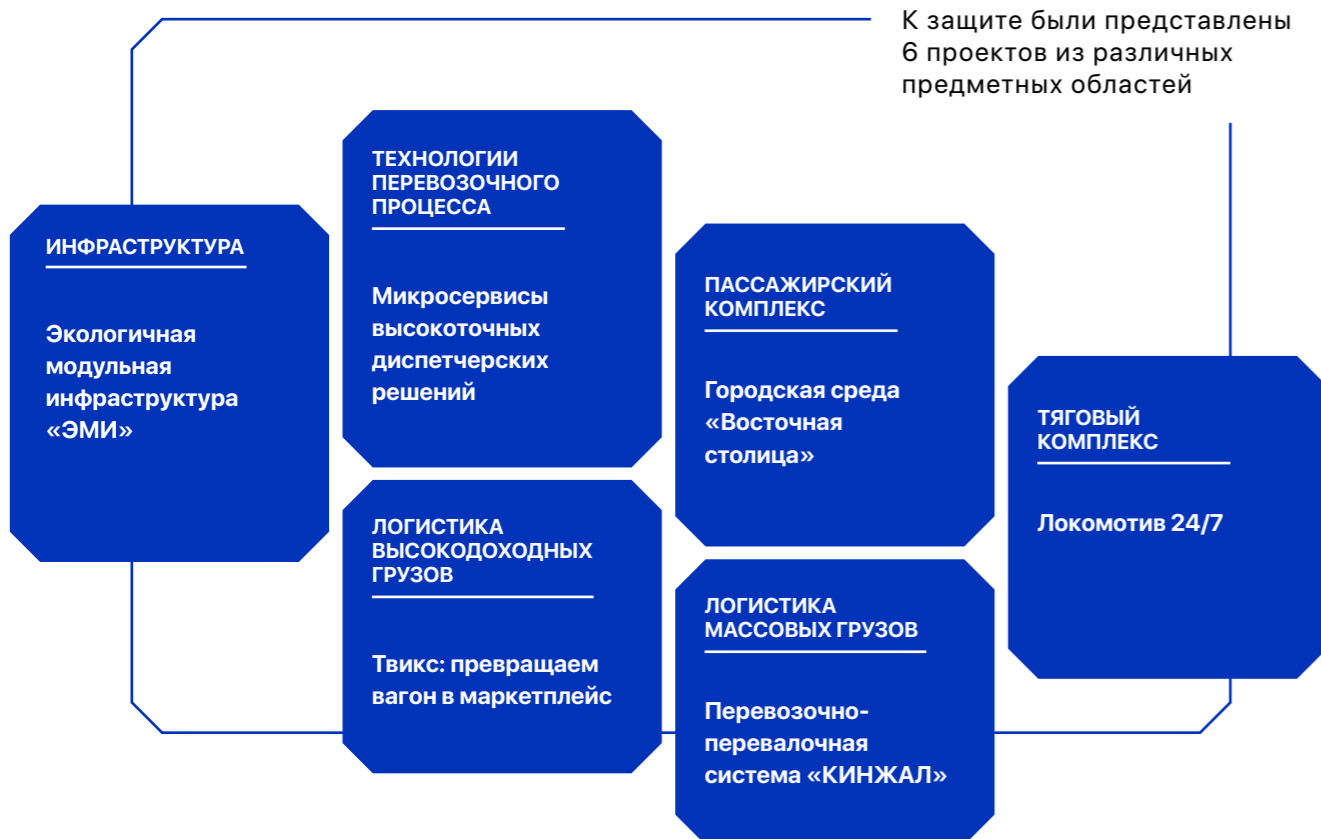 К защите были представлены
6 проектов из различных
предметных областей
ИНФРАСТРУКТУРА
Экологичная
модульная
инфраструктура
«ЭМИ»
ТЕХНОЛОГИИ
ПЕРЕВОЗОЧНОГО
ПРОЦЕССА
Микросервисы
высокоточных
диспетчерских
решений
ЛОГИСТИКА
ВЫСОКОДОХОДНЫХ
ГРУЗОВ
Твикс: превращаем
вагон в маркетплейс
ПАССАЖИРСКИЙ
КОМПЛЕКС
Городская среда
«Восточная
столица»
ЛОГИСТИКА
МАССОВЫХ ГРУЗОВ
Перевозочно-
перевалочная
система «КИНЖАЛ»
ТЯГОВЫЙ
КОМПЛЕКС
Локомотив 24/7